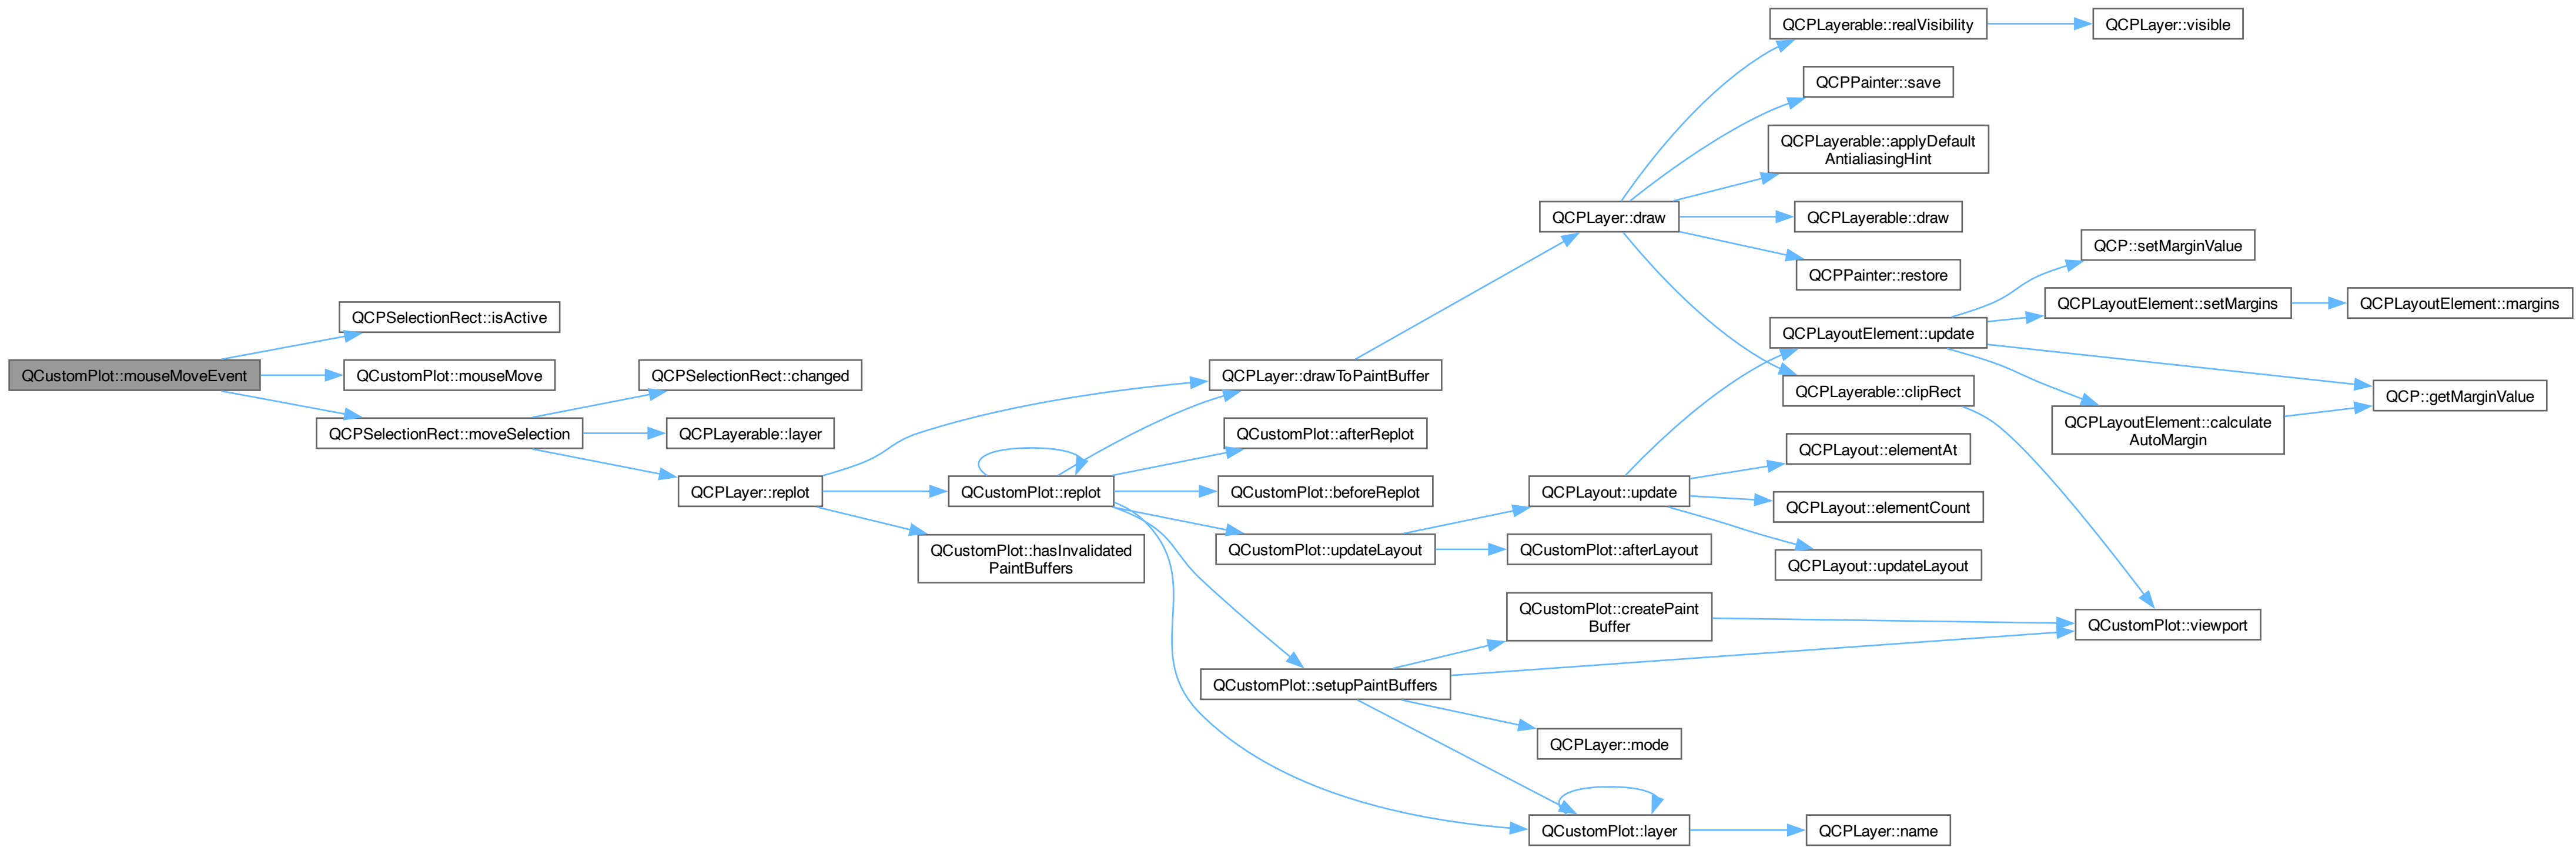 QCustomPlot::mouseMoveEvent
QCPSelectionRect::isActive
QCustomPlot::mouseMove
QCPSelectionRect::moveSelection
QCPSelectionRect::changed
QCPLayerable::layer
QCPLayer::replot
QCustomPlot::replot
QCustomPlot::hasInvalidated
PaintBuffers
QCPLayer::drawToPaintBuffer
QCustomPlot::afterReplot
QCustomPlot::beforeReplot
QCustomPlot::updateLayout
QCustomPlot::setupPaintBuffers
QCPLayer::draw
QCPLayout::update
QCustomPlot::afterLayout
QCustomPlot::createPaint
Buffer
QCPLayer::mode
QCustomPlot::layer
QCPLayerable::realVisibility
QCPPainter::save
QCPLayerable::applyDefault
AntialiasingHint
QCPLayerable::draw
QCPPainter::restore
QCPLayoutElement::update
QCPLayerable::clipRect
QCPLayout::elementAt
QCPLayout::elementCount
QCPLayout::updateLayout
QCPLayer::name
QCPLayer::visible
QCP::setMarginValue
QCPLayoutElement::setMargins
QCPLayoutElement::calculate
AutoMargin
QCustomPlot::viewport
QCPLayoutElement::margins
QCP::getMarginValue